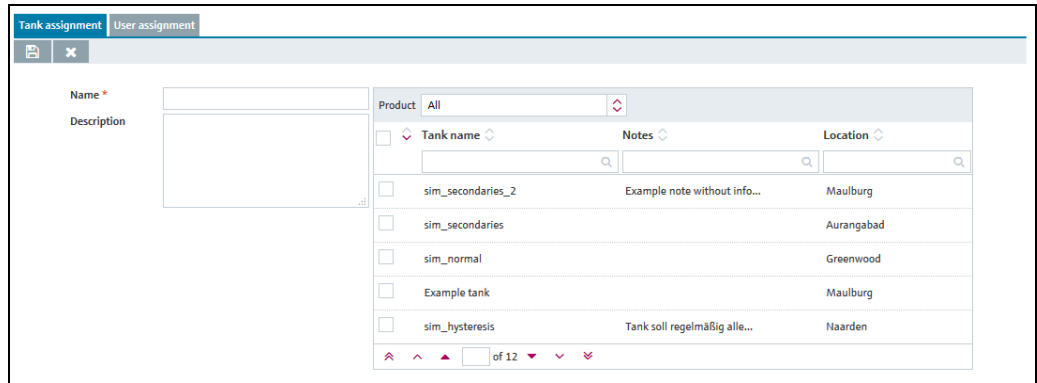 Tank assignment User assignment
Name *
Description
Product All
Tank name Notes Location
sim_secondaries_2 Example note without info... Maulburg
sim_secondaries Aurangabad
sim_normal Greenwood
Example tank Maulburg
sim_hysteresis Tank soll regelmäßig alle... Naarden
of 12